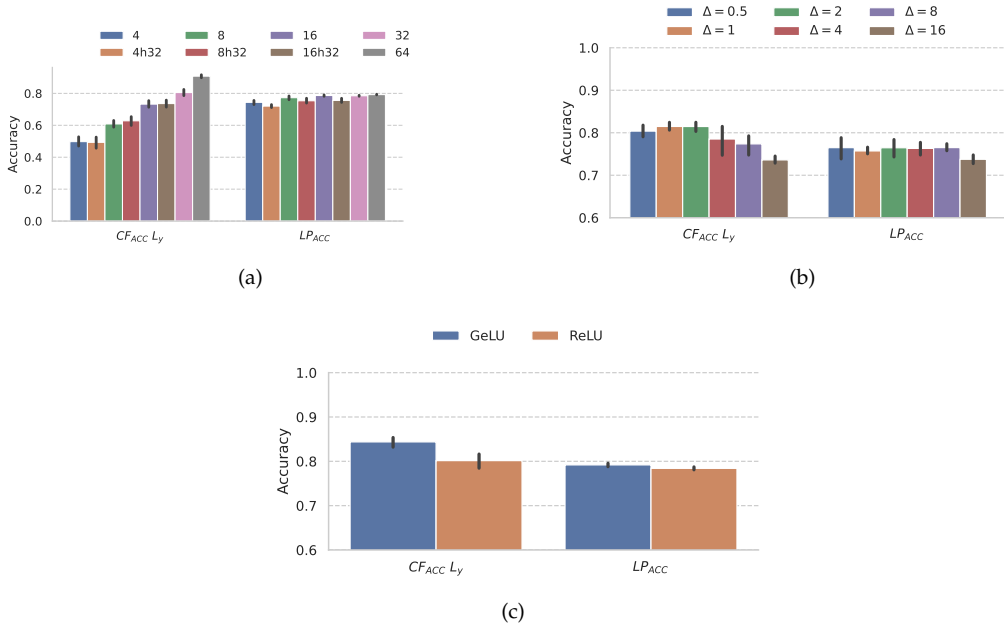 4 8 16 32
4h32 8h32 16h32 64
Accuracy
0.8
0.6
0.4
0.2
0.0
CF_ACC L_y LP_ACC
(a)
Δ = 0.5 Δ = 2 Δ = 8
Δ = 1 Δ = 4 Δ = 16
Accuracy
1.0
0.9
0.8
0.7
0.6
CF_ACC L_y LP_ACC
(b)
GeLU ReLU
Accuracy
1.0
0.9
0.8
0.7
0.6
CF_ACC L_y LP_ACC
(c)